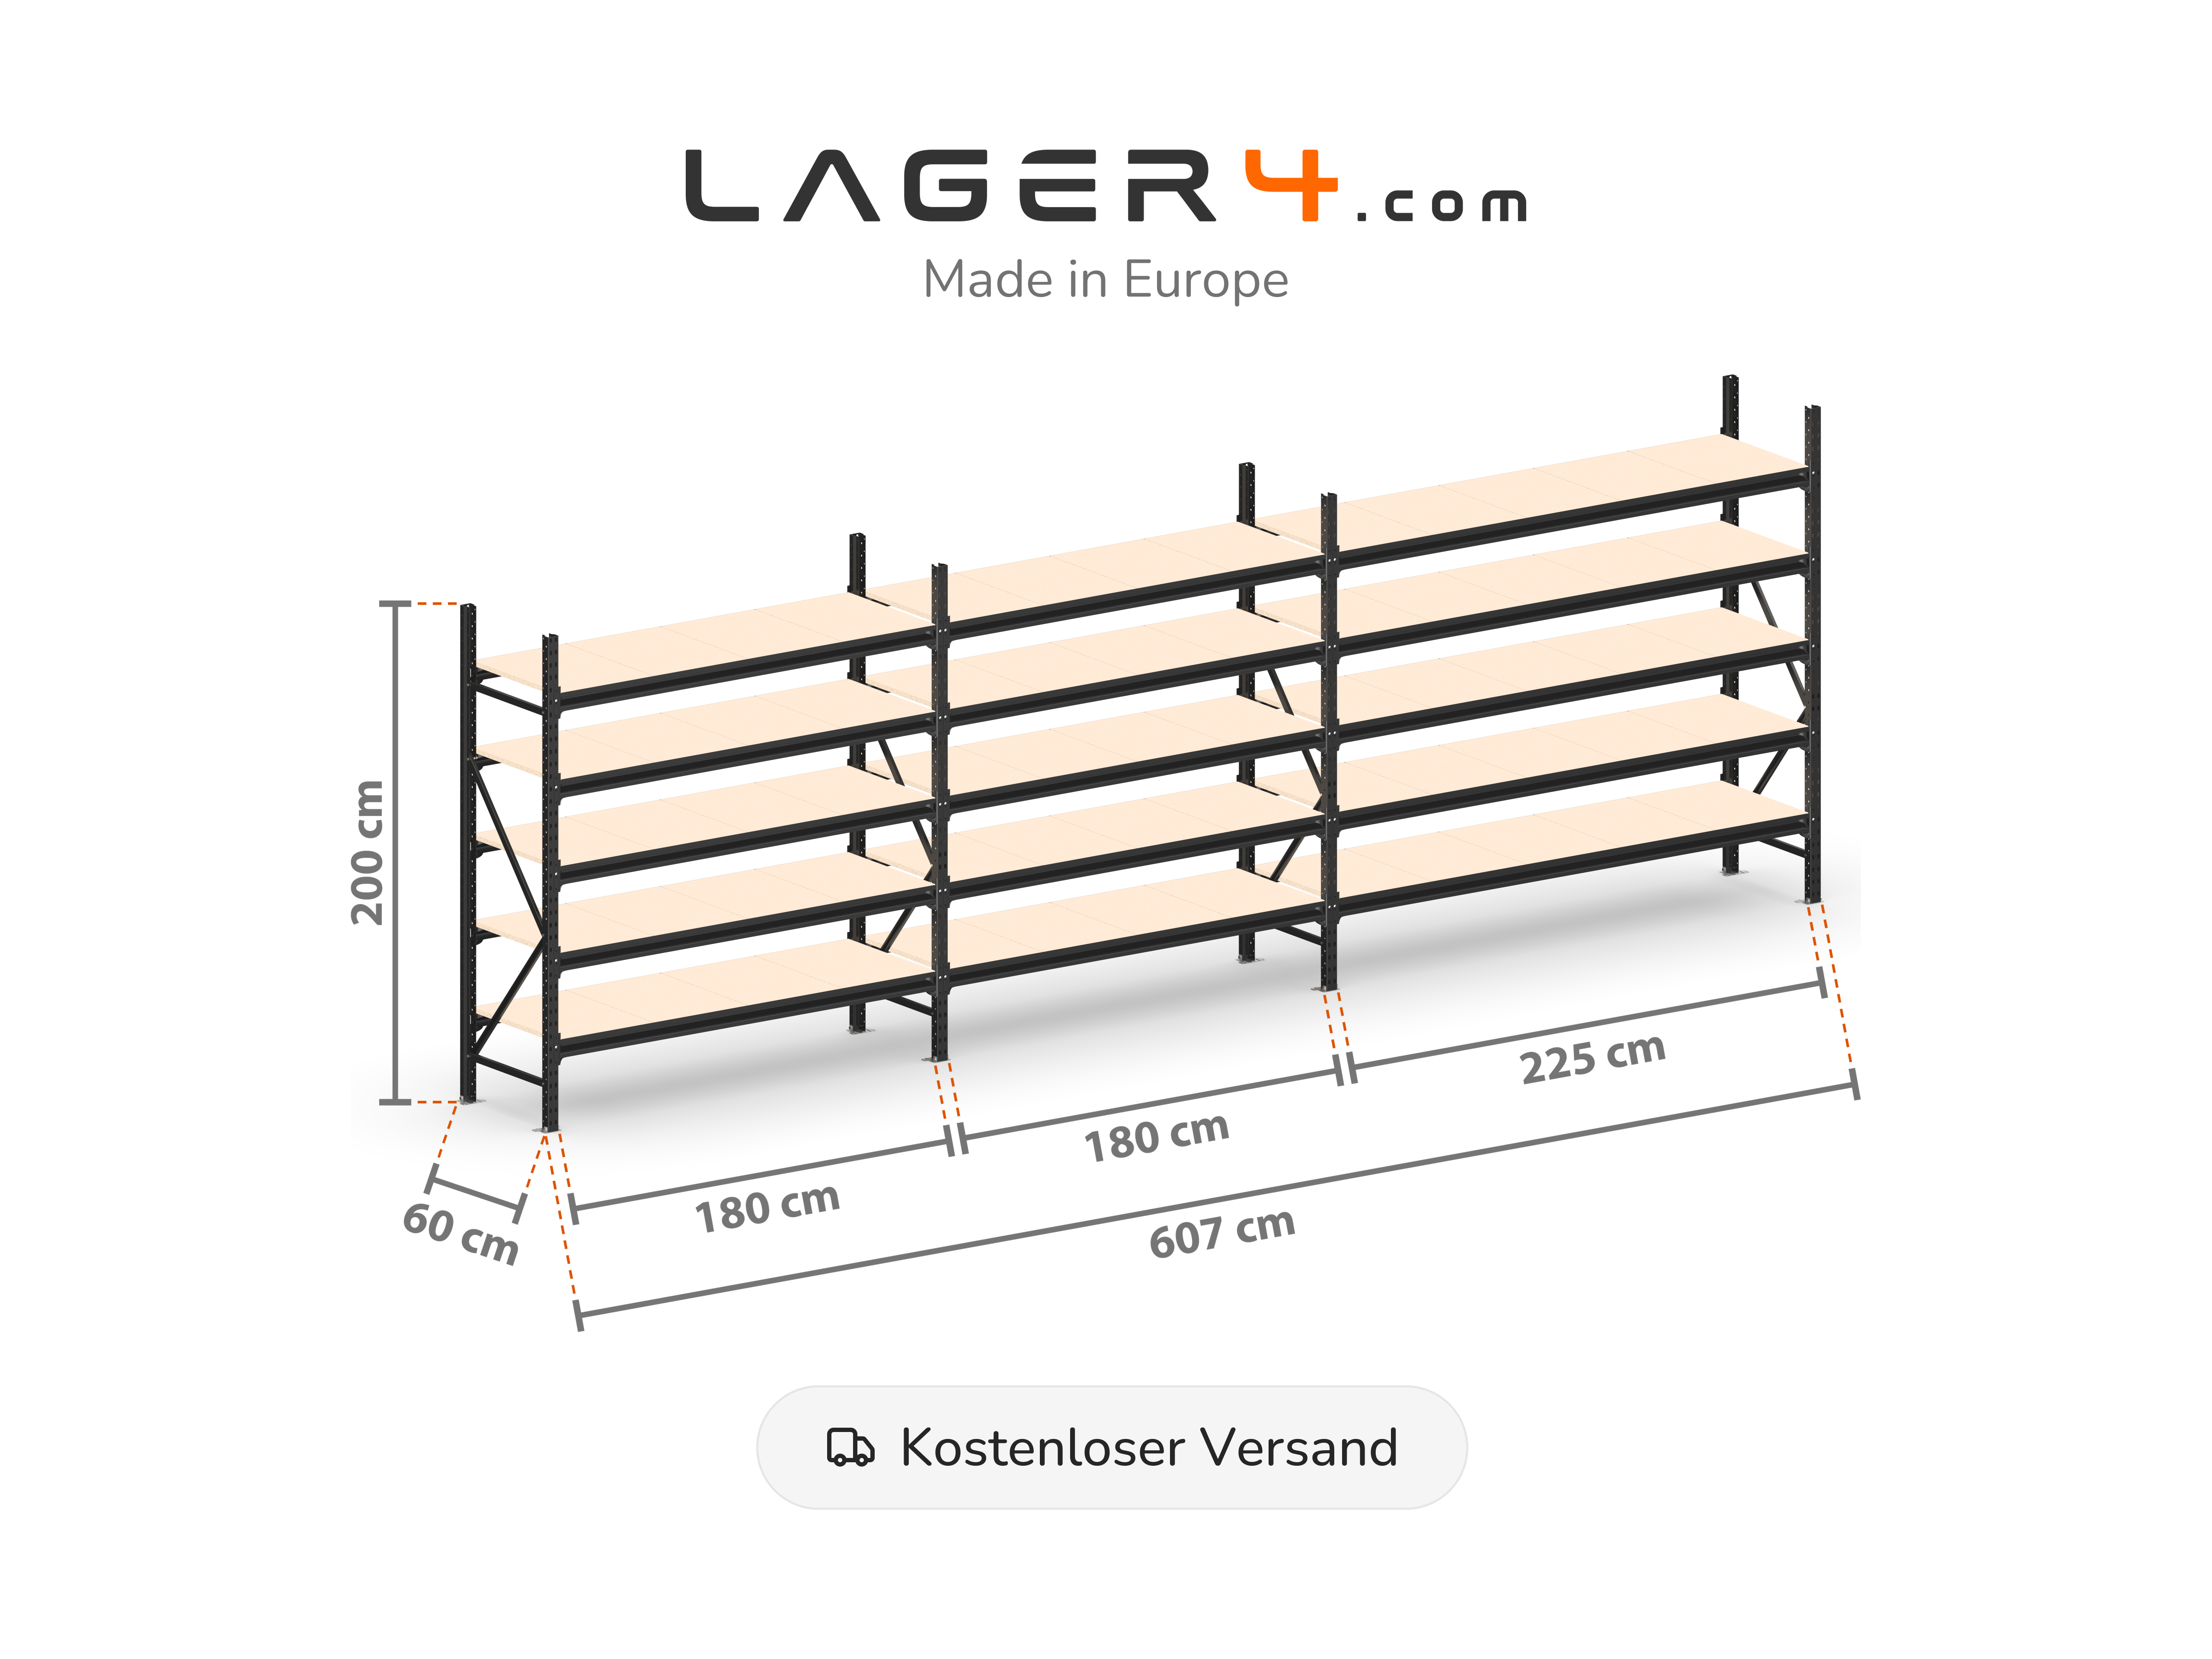 LAGER4.com
Made in Europe
200 cm
60 cm
180 cm
180 cm
225 cm
607 cm
Kostenloser Versand